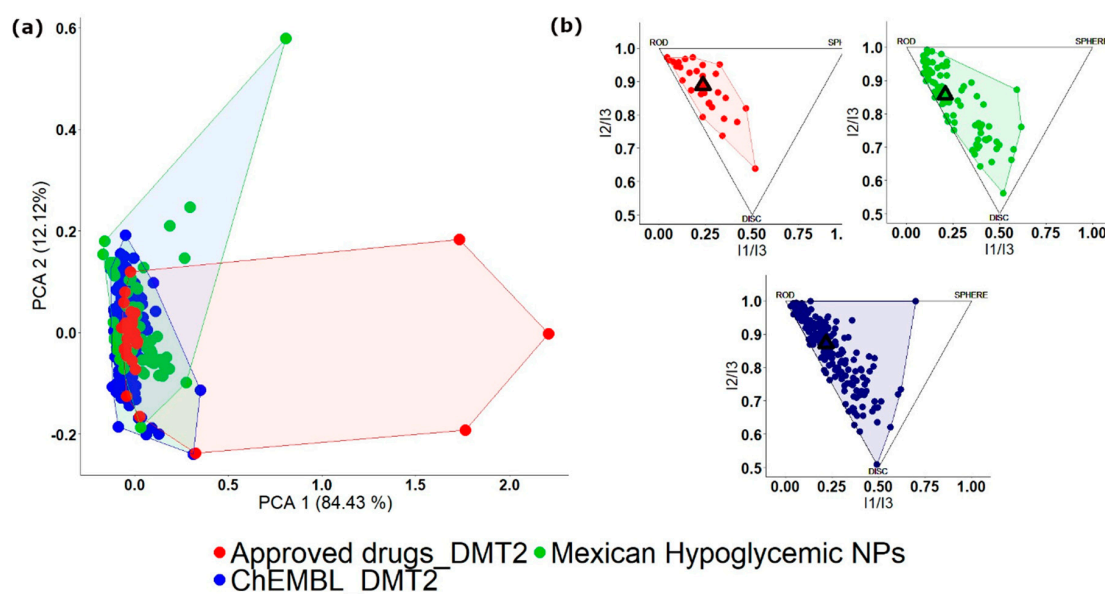 (a)
PCA 2 (12.12%)
0.6
0.4
0.2
0.0
-0.2
0.0 0.5 1.0 1.5 2.0
PCA 1 (84.43 %)
(b)
ROD SPH
I2/I3
1.0
0.9
0.8
0.7
0.6
0.5
DISC
0.00 0.25 0.50 0.75 1.
I1/I3
ROD SPHERE
I2/I3
1.0
0.9
0.8
0.7
0.6
0.5
DISC
0.00 0.25 0.50 0.75 1.00
I1/I3
ROD SPHERE
I2/I3
1.0
0.9
0.8
0.7
0.6
0.5
DISC
0.00 0.25 0.50 0.75 1.00
I1/I3
Approved drugs_DMT2 Mexican Hypoglycemic NPs
ChEMBL_DMT2